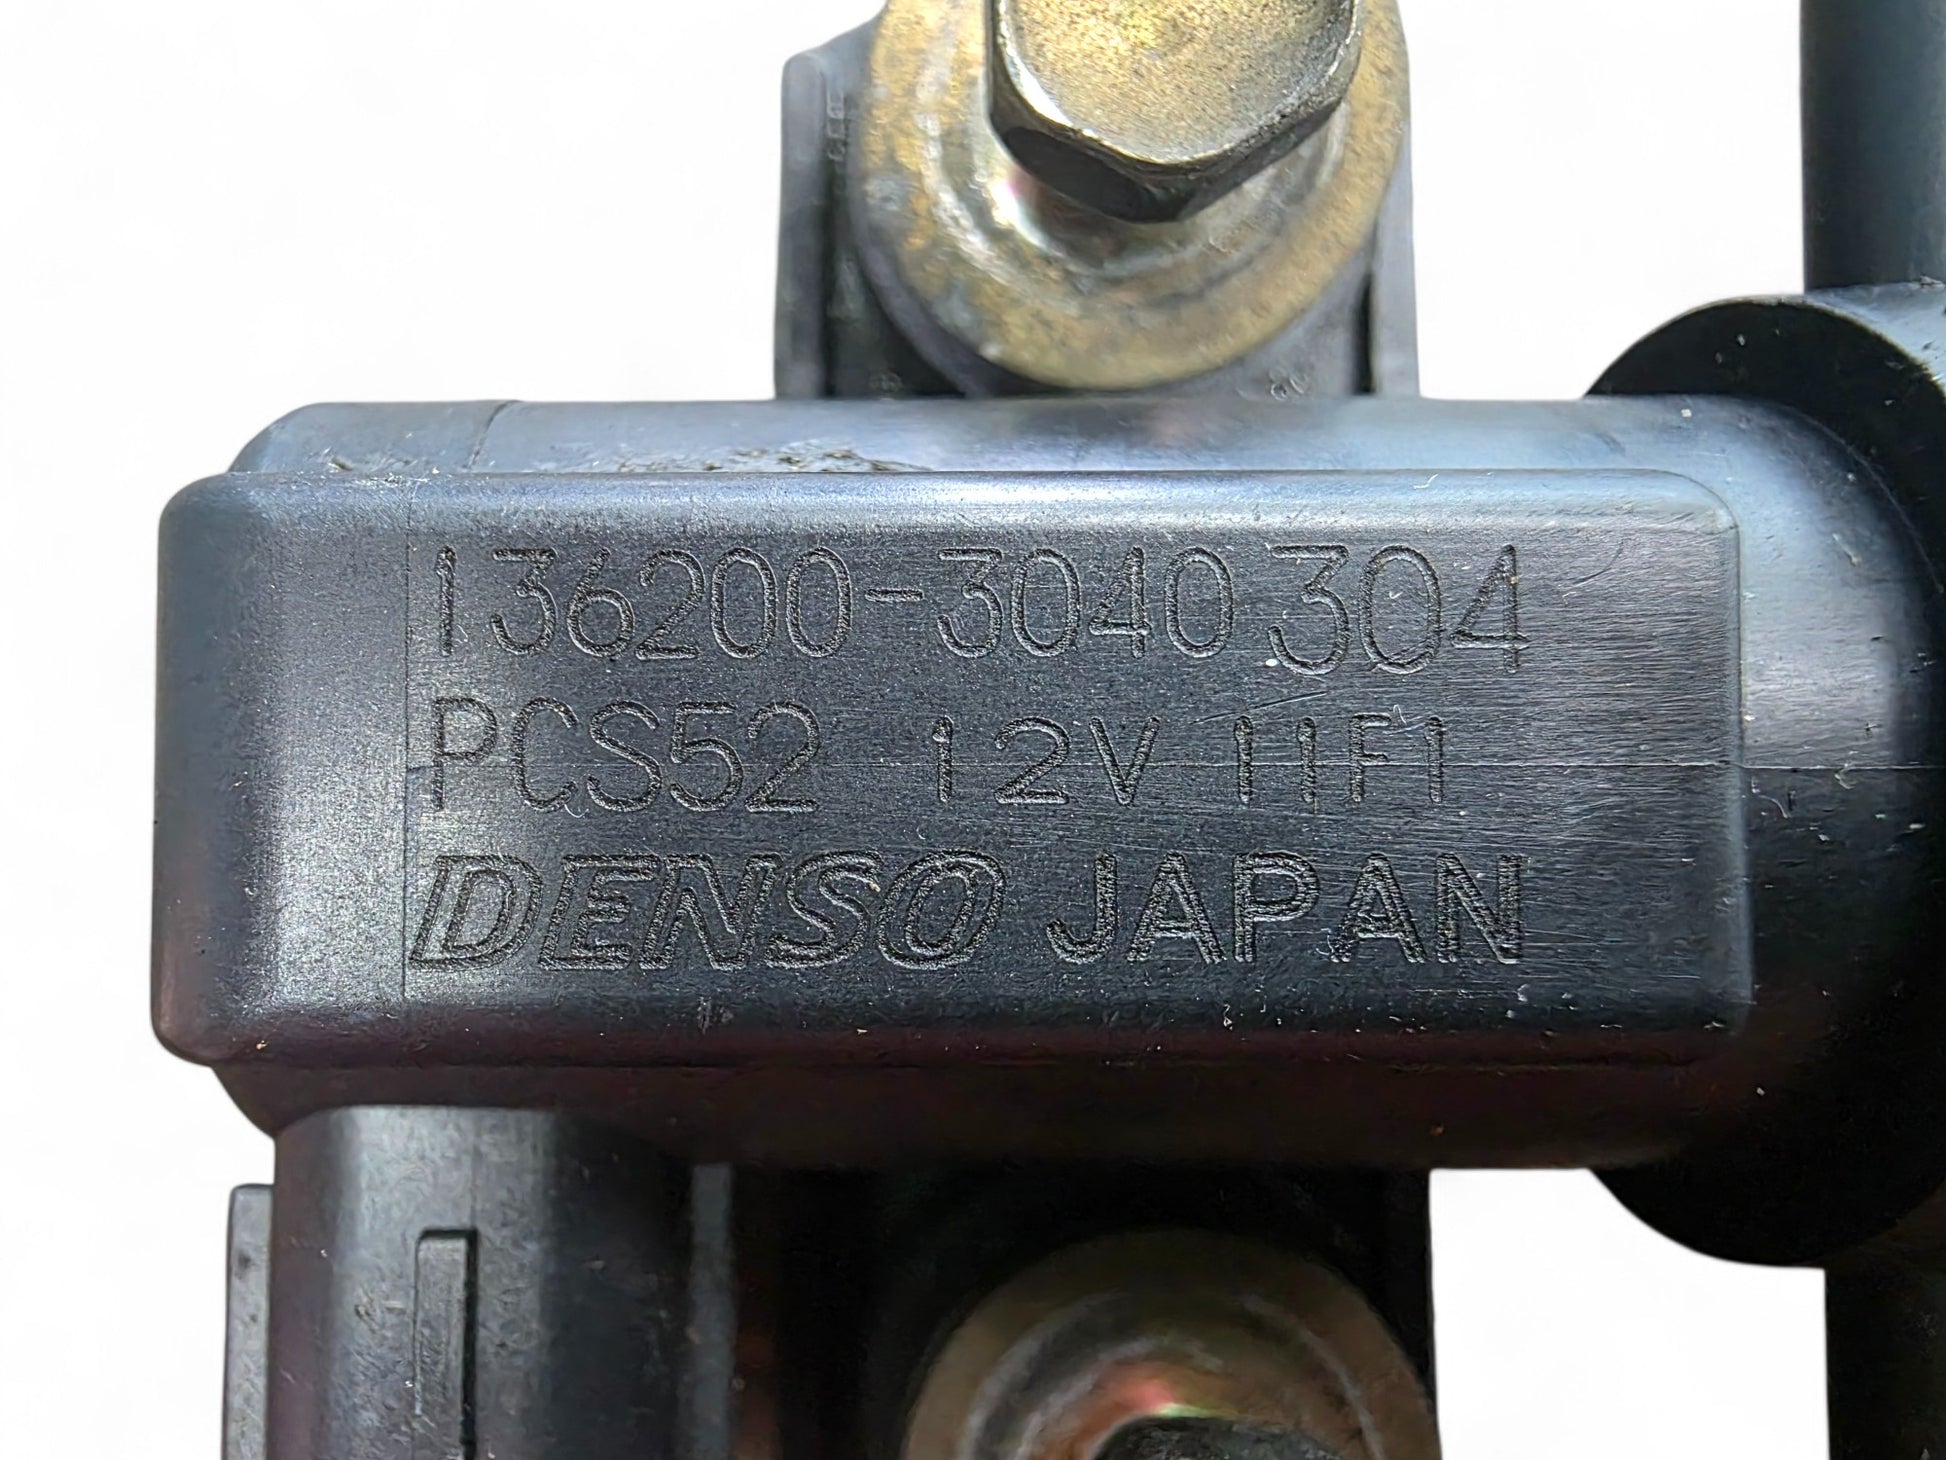 136200-3040 304
PCS52 12V 11F1
DENSO JAPAN